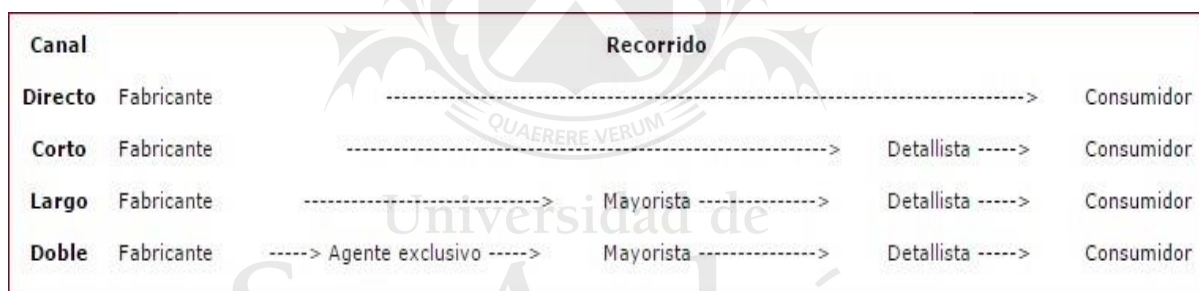 Canal Recorrido
QUAERERE VERUM
Directo Fabricante ------------------------------------------------------------------------> Consumidor
Corto Fabricante ------------------------------------------------------> Detallista -----> Consumidor
Universidad de
Largo Fabricante ---------------------------> Mayorista --------------> Detallista -----> Consumidor
Doble Fabricante -----> Agente exclusivo -----> Mayorista --------------> Detallista -----> Consumidor